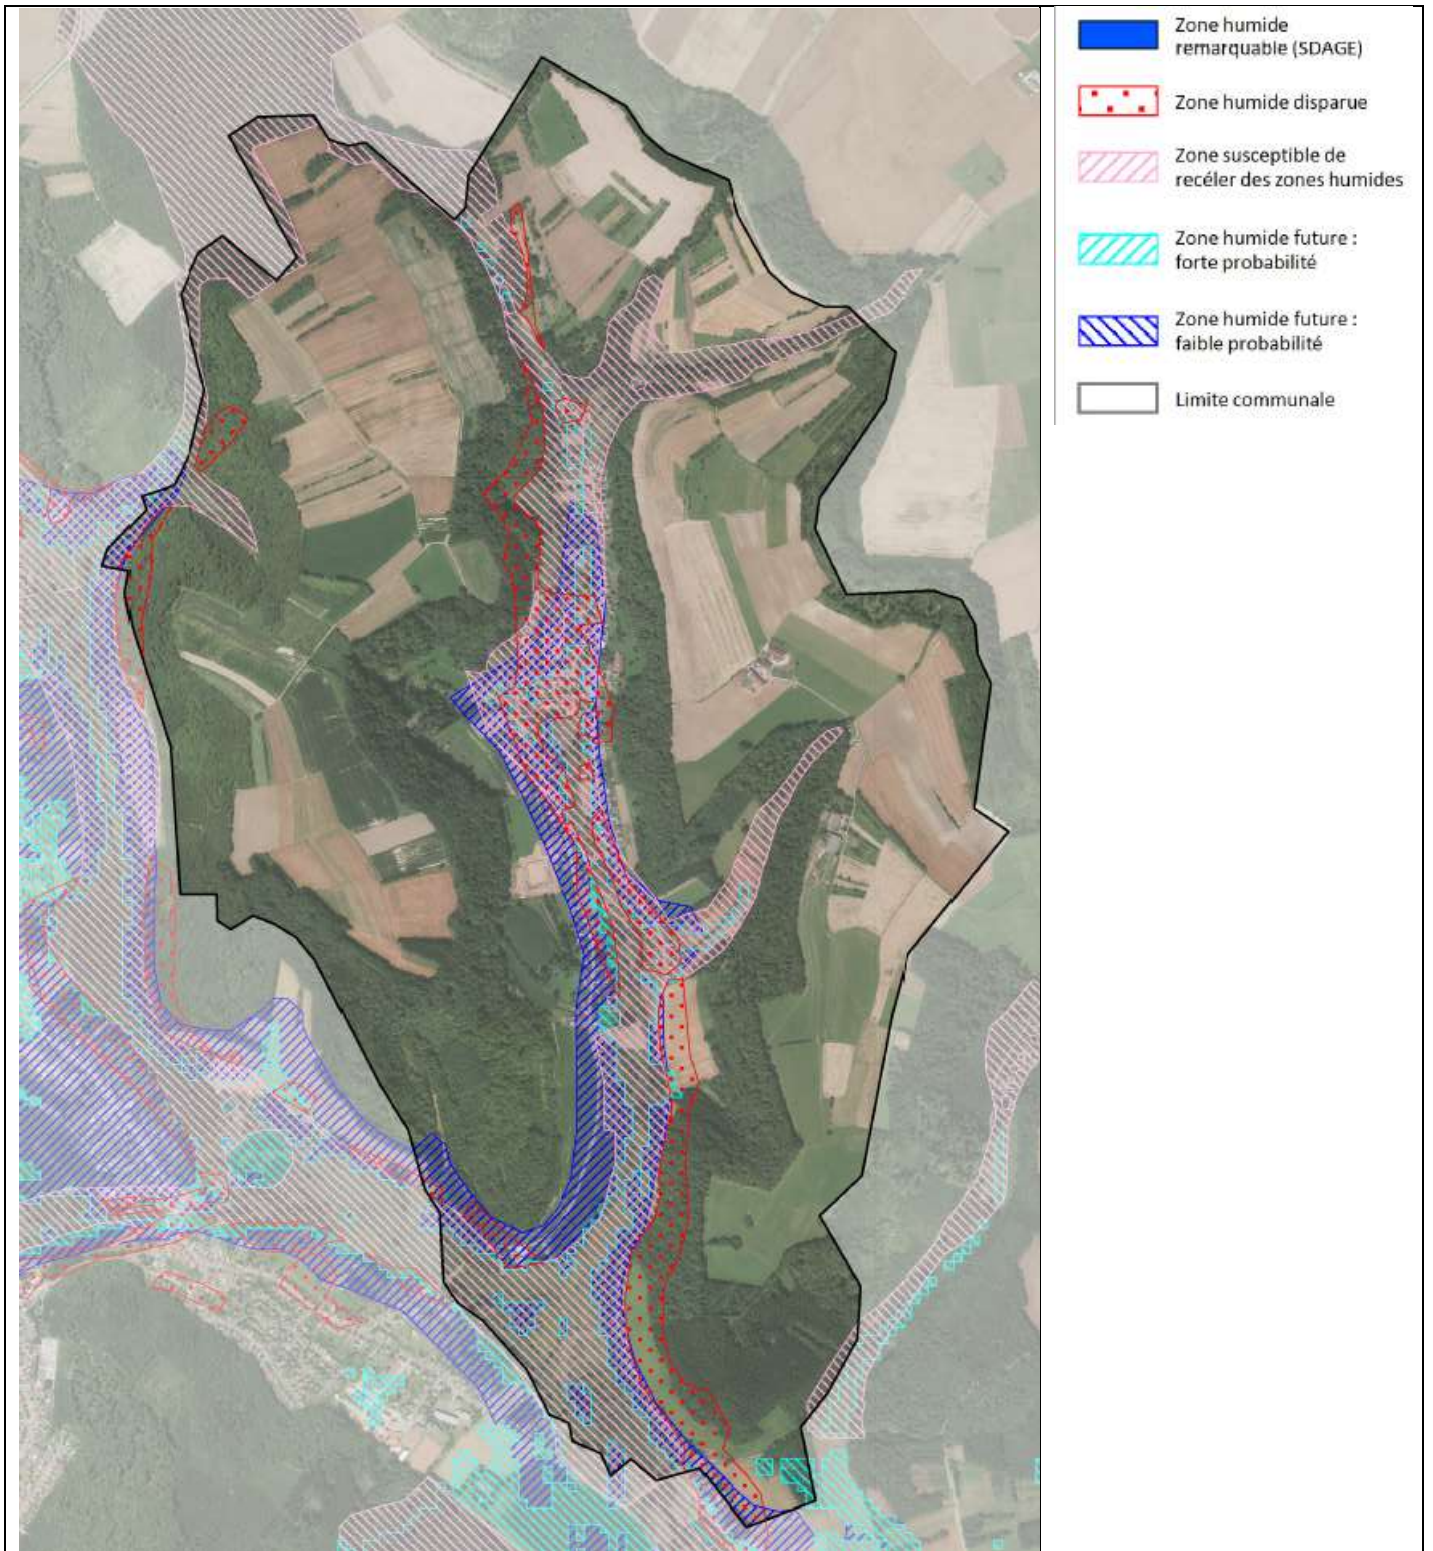 Zone humide
remarquable (SDAGE)
Zone humide disparue
Zone susceptible de
recéler des zones humides
Zone humide future :
forte probabilité
Zone humide future :
faible probabilité
Limite communale